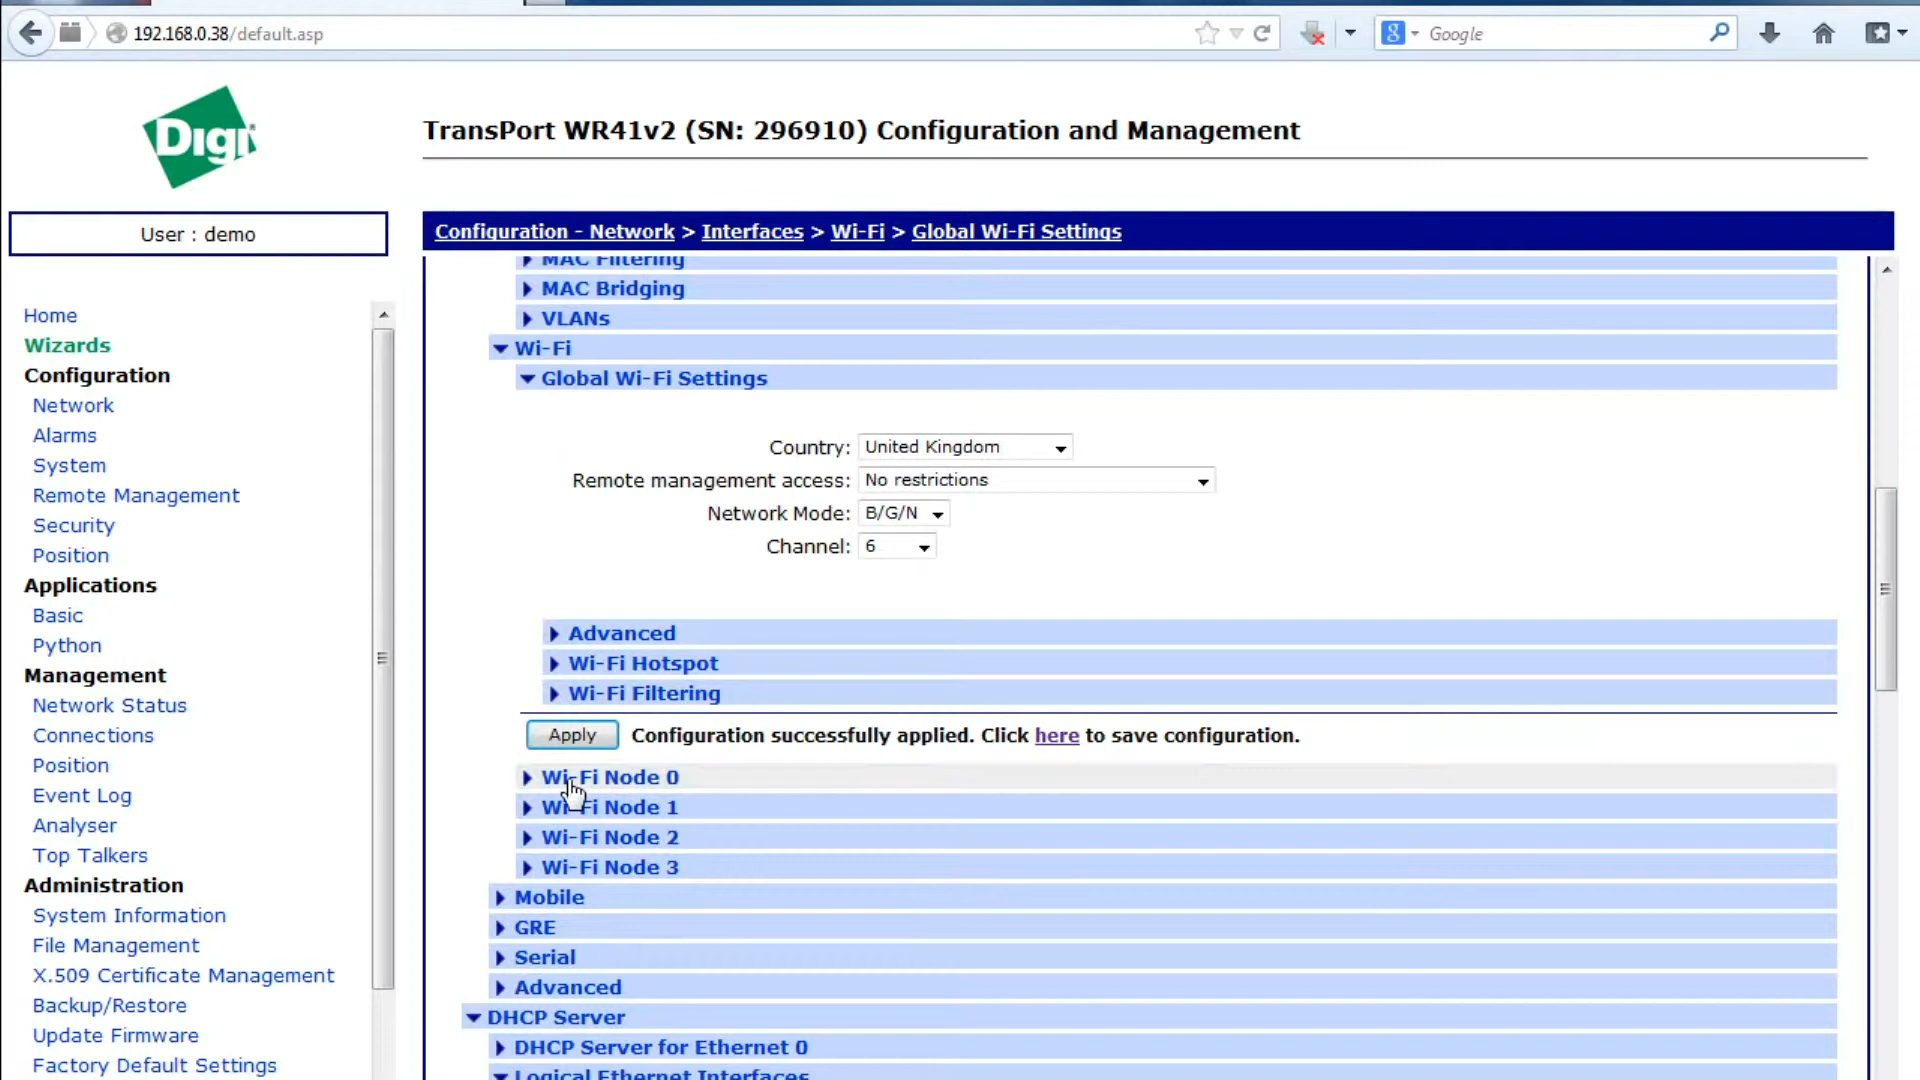 192.168.0.38/default.asp
Google
Digi
TransPort WR41v2 (SN: 296910) Configuration and Management
User : demo
Configuration - Network > Interfaces > Wi-Fi > Global Wi-Fi Settings
Home
Wizards
Configuration
Network
Alarms
System
Remote Management
Security
Position
Applications
Basic
Python
Management
Network Status
Connections
Position
Event Log
Analyser
Top Talkers
Administration
System Information
File Management
X.509 Certificate Management
Backup/Restore
Update Firmware
Factory Default Settings
MAC Filtering
MAC Bridging
VLANs
Wi-Fi
Global Wi-Fi Settings
Country: United Kingdom
Remote management access: No restrictions
Network Mode: B/G/N
Channel: 6
Advanced
Wi-Fi Hotspot
Wi-Fi Filtering
Apply Configuration successfully applied. Click here to save configuration.
Wi-Fi Node 0
Wi-Fi Node 1
Wi-Fi Node 2
Wi-Fi Node 3
Mobile
GRE
Serial
Advanced
DHCP Server
DHCP Server for Ethernet 0
Logical Ethernet Interfaces